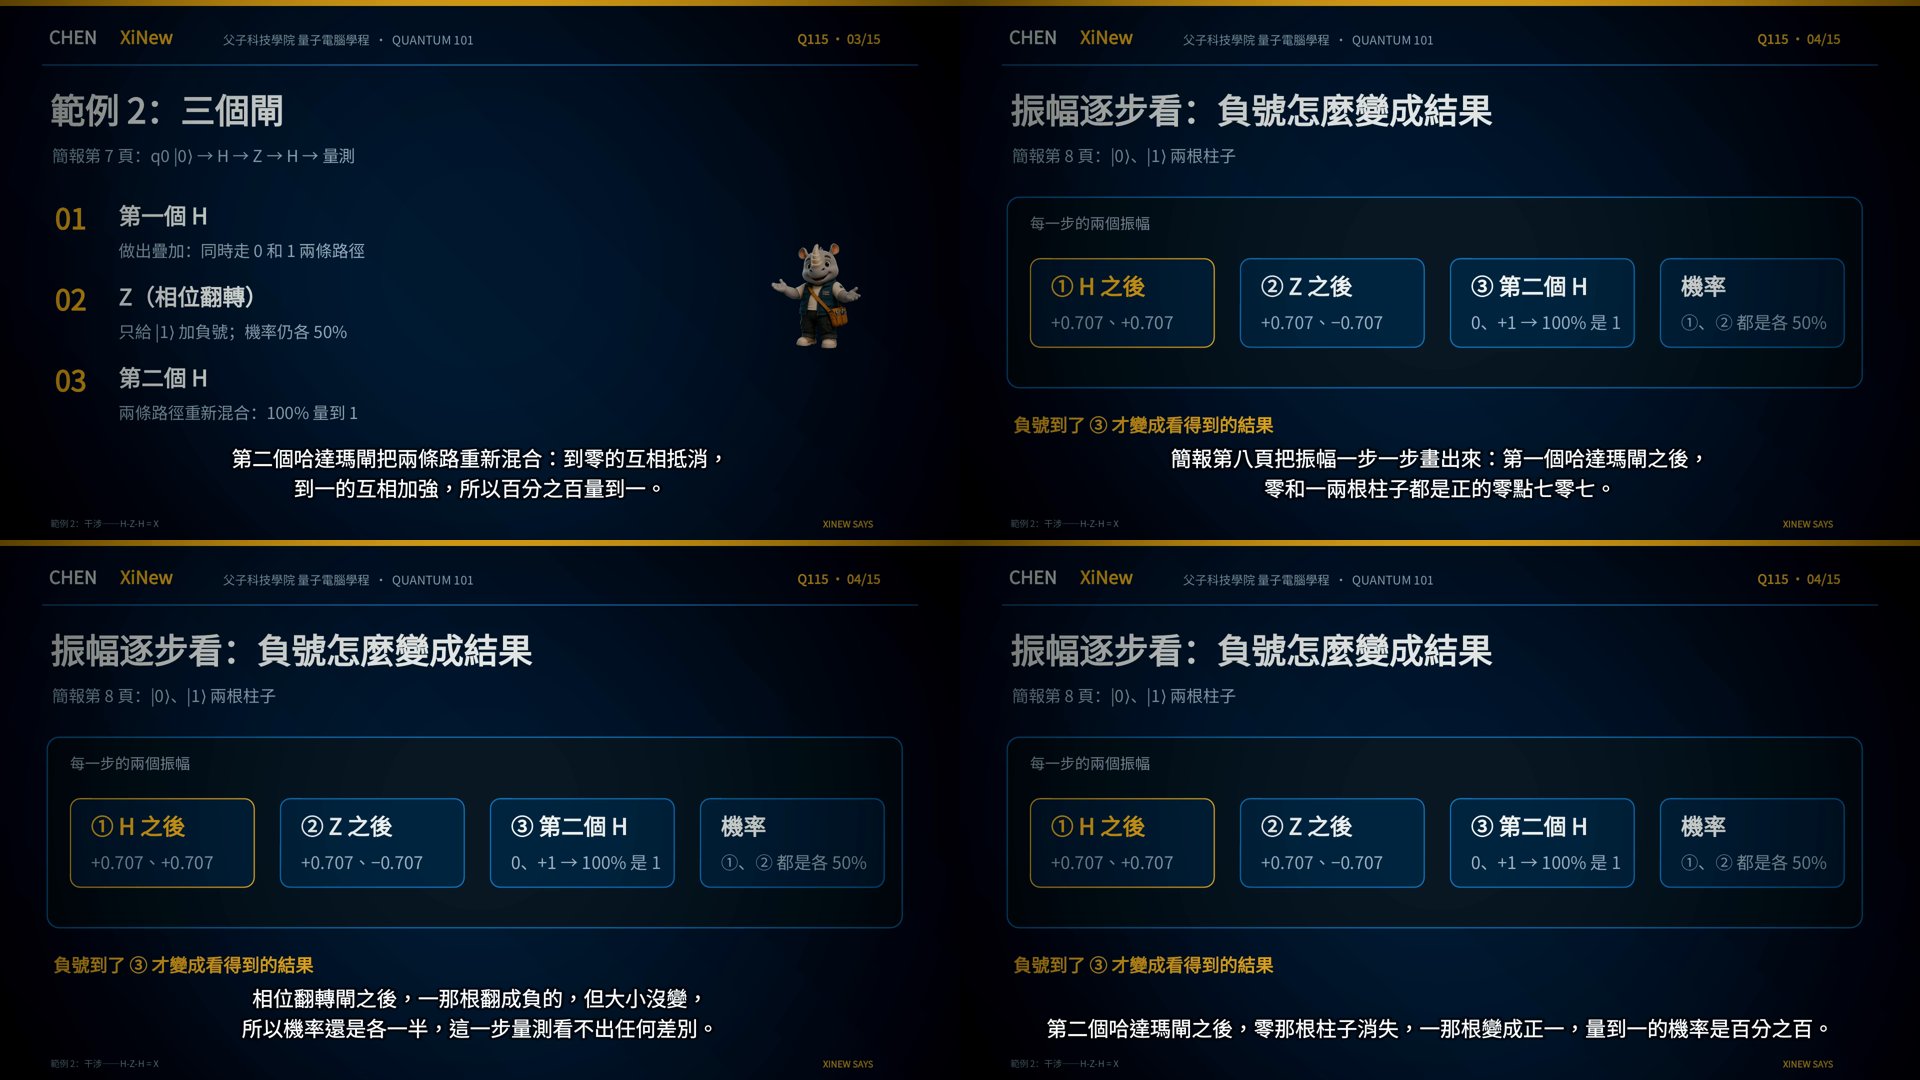 CHEN XiNew 父子科技學院 量子電腦學程 · QUANTUM 101 Q115 · 03/15
範例 2：三個閘
簡報第 7 頁：q0 |0⟩ → H → Z → H → 量測
01 第一個 H
做出疊加：同時走 0 和 1 兩條路徑
02 Z（相位翻轉）
只給 |1⟩ 加負號；機率仍各 50%
03 第二個 H
兩條路徑重新混合：100% 量到 1
第二個哈達瑪閘把兩條路重新混合：到零的互相抵消，
到一的互相加強，所以百分之百量到一。
範例 2：干涉——H-Z-H = X XINEW SAYS
CHEN XiNew 父子科技學院 量子電腦學程 · QUANTUM 101 Q115 · 04/15
振幅逐步看：負號怎麼變成結果
簡報第 8 頁：|0⟩、|1⟩ 兩根柱子
每一步的兩個振幅
① H 之後 ② Z 之後 ③ 第二個 H 機率
+0.707、+0.707 +0.707、−0.707 0、+1 → 100% 是 1 ①、② 都是各 50%
負號到了 ③ 才變成看得到的結果
簡報第八頁把振幅一步一步畫出來：第一個哈達瑪閘之後，
零和一兩根柱子都是正的零點七零七。
範例 2：干涉——H-Z-H = X XINEW SAYS
CHEN XiNew 父子科技學院 量子電腦學程 · QUANTUM 101 Q115 · 04/15
振幅逐步看：負號怎麼變成結果
簡報第 8 頁：|0⟩、|1⟩ 兩根柱子
每一步的兩個振幅
① H 之後 ② Z 之後 ③ 第二個 H 機率
+0.707、+0.707 +0.707、−0.707 0、+1 → 100% 是 1 ①、② 都是各 50%
負號到了 ③ 才變成看得到的結果
相位翻轉閘之後，一那根翻成負的，但大小沒變，
所以機率還是各一半，這一步量測看不出任何差別。
範例 2：干涉——H-Z-H = X XINEW SAYS
CHEN XiNew 父子科技學院 量子電腦學程 · QUANTUM 101 Q115 · 04/15
振幅逐步看：負號怎麼變成結果
簡報第 8 頁：|0⟩、|1⟩ 兩根柱子
每一步的兩個振幅
① H 之後 ② Z 之後 ③ 第二個 H 機率
+0.707、+0.707 +0.707、−0.707 0、+1 → 100% 是 1 ①、② 都是各 50%
負號到了 ③ 才變成看得到的結果
第二個哈達瑪閘之後，零那根柱子消失，一那根變成正一，量到一的機率是百分之百。
範例 2：干涉——H-Z-H = X XINEW SAYS